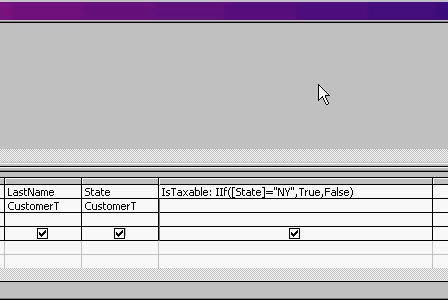 LastName State IsTaxable: IIf([State]="NY",True,False)
CustomerT CustomerT